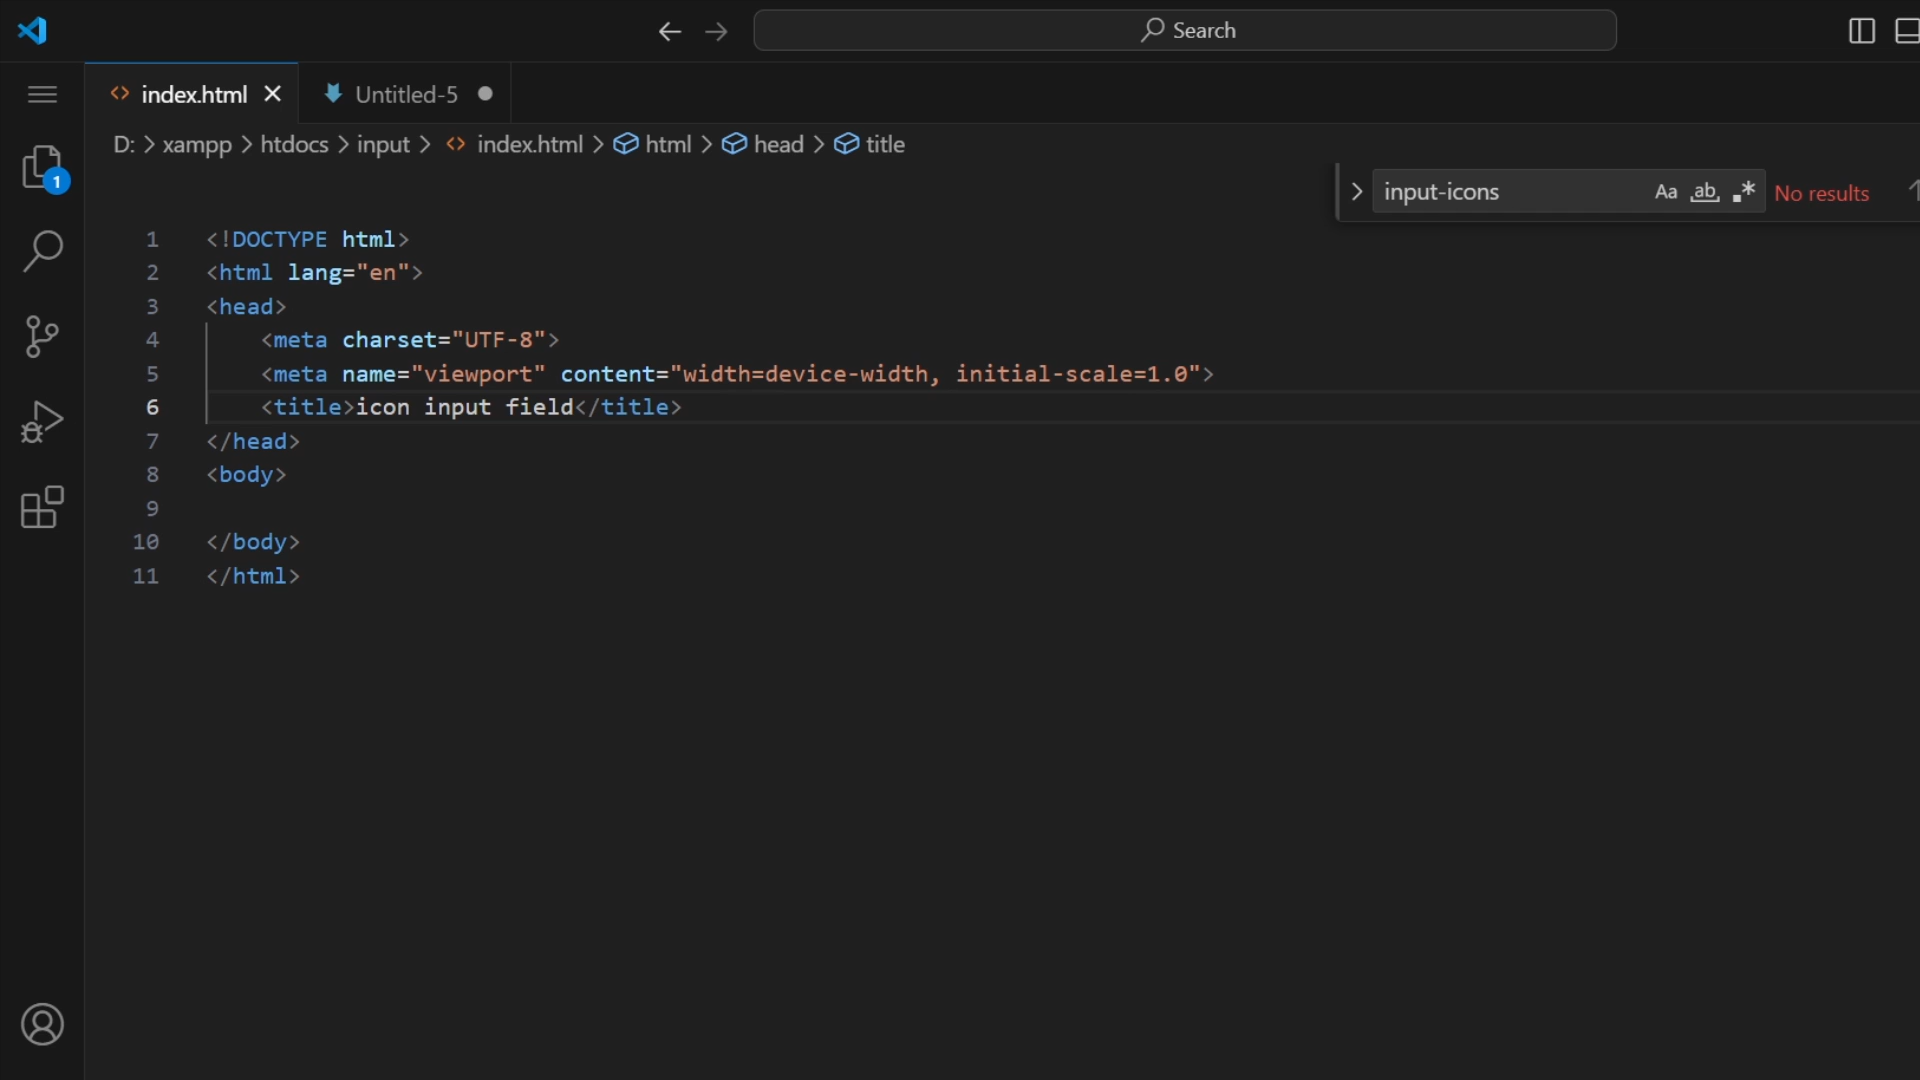 Search
index.html
Untitled-5
D: > xampp > htdocs > input > index.html > html > head > title
1
input-icons Aa ab No results
1 <!DOCTYPE html>
2 <html lang="en">
3 <head>
4 <meta charset="UTF-8">
5 <meta name="viewport" content="width=device-width, initial-scale=1.0">
6 <title>icon input field</title>
7 </head>
8 <body>
9
10 </body>
11 </html>